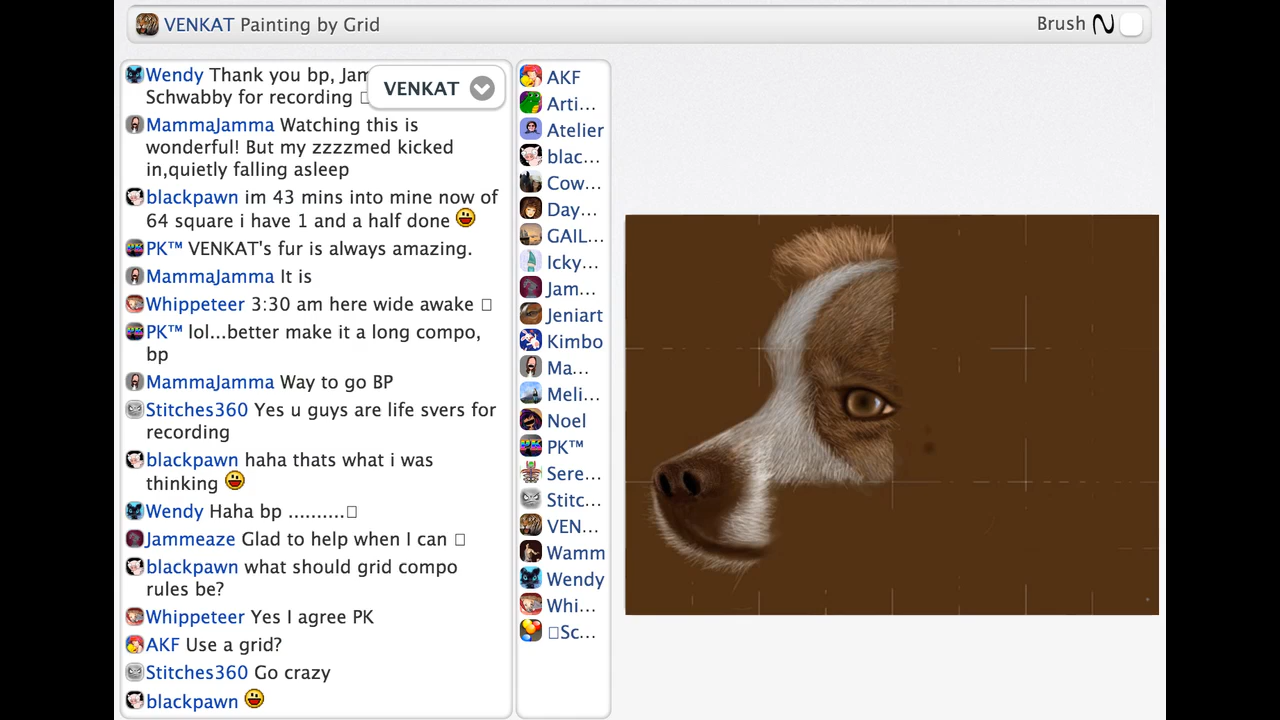 VENKAT Painting by Grid
Brush
Wendy Thank you bp, Jam
Schwabby for recording
VENKAT
MammaJamma Watching this is
wonderful! But my zzzzmed kicked
in,quietly falling asleep
blackpawn im 43 mins into mine now of
64 square i have 1 and a half done
PK™ VENKAT's fur is always amazing.
MammaJamma It is
Whippeteer 3:30 am here wide awake
PK™ lol...better make it a long compo,
bp
MammaJamma Way to go BP
Stitches360 Yes u guys are life svers for
recording
blackpawn haha thats what i was
thinking
Wendy Haha bp ..........
Jammeaze Glad to help when I can
blackpawn what should grid compo
rules be?
Whippeteer Yes I agree PK
AKF Use a grid?
Stitches360 Go crazy
blackpawn
AKF
Arti...
Atelier
blac...
Cow...
Day...
GAIL...
Icky...
Jam...
Jeniart
Kimbo
Ma...
Meli...
Noel
PK™
Sere...
Stitc...
VEN...
Wamm
Wendy
Whi...
Sc...